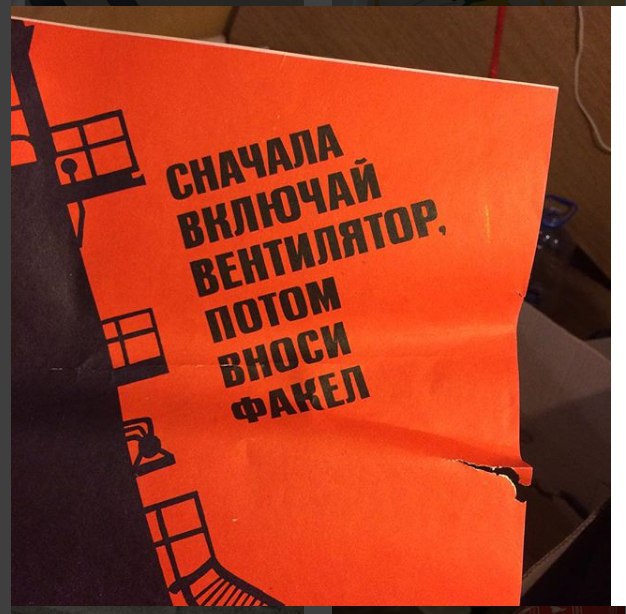 СНАЧАЛА
ВКЛЮЧАЙ
ВЕНТИЛЯТОР,
ПОТОМ
ВНОСИ
ФАКЕЛ